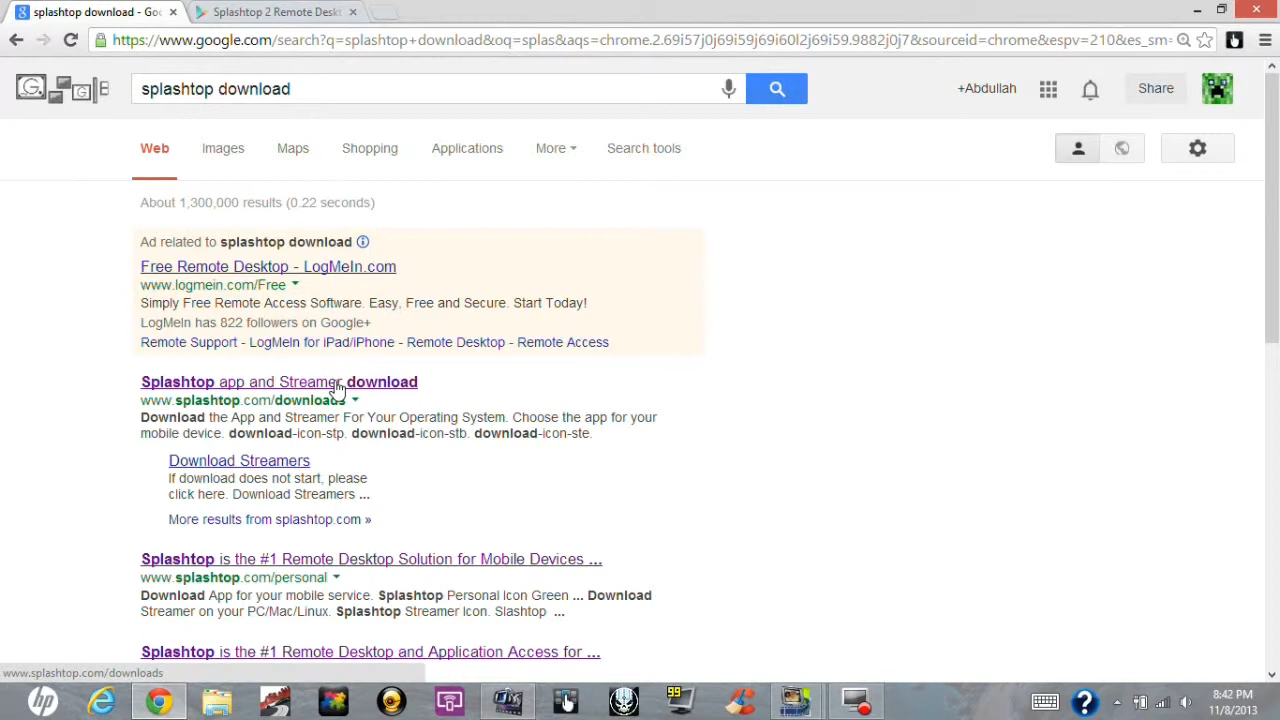 splashtop download - Goo
Splashtop 2 Remote Deskt
https://www.google.com/search?q=splashtop+download&oq=splas&aqs=chrome.2.69i57j0j69i59j69i60l2j69i59.9882j0j7&sourceid=chrome&espv=210&es_sm=
splashtop download
+Abdullah
Share
Web
Images
Maps
Shopping
Applications
More
Search tools
About 1,300,000 results (0.22 seconds)
Ad related to splashtop download
Free Remote Desktop - LogMeIn.com
www.logmein.com/Free
Simply Free Remote Access Software. Easy, Free and Secure. Start Today!
LogMeIn has 822 followers on Google+
Remote Support - LogMeIn for iPad/iPhone - Remote Desktop - Remote Access
Splashtop app and Streamer download
www.splashtop.com/downloads
Download the App and Streamer For Your Operating System. Choose the app for your
mobile device. download-icon-stp. download-icon-stb. download-icon-ste.
Download Streamers
If download does not start, please
click here. Download Streamers ...
More results from splashtop.com »
Splashtop is the #1 Remote Desktop Solution for Mobile Devices ...
www.splashtop.com/personal
Download App for your mobile service. Splashtop Personal Icon Green ... Download
Streamer on your PC/Mac/Linux. Splashtop Streamer Icon. Slashtop ...
Splashtop is the #1 Remote Desktop and Application Access for ...
www.splashtop.com/downloads
hp
99
8:42 PM
11/8/2013